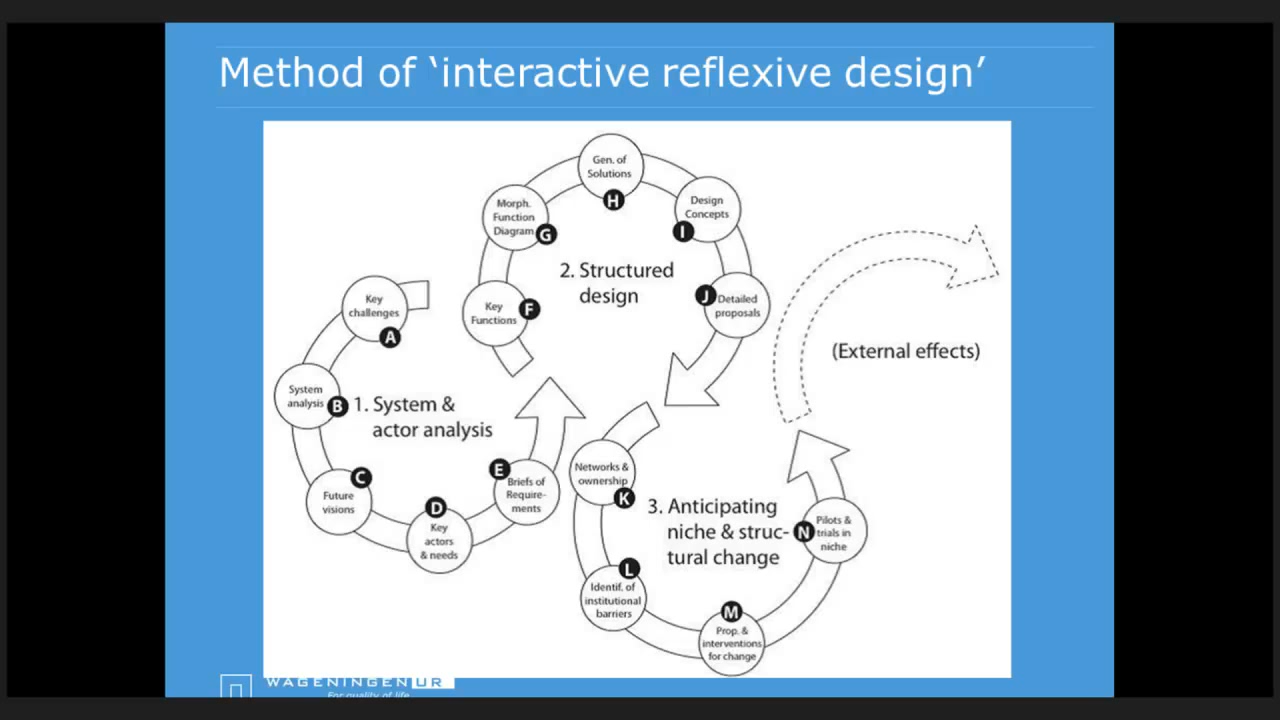 Method of ‘interactive reflexive design’
Key
challenges
A
System
analysis
B
1. System &
actor analysis
Future
visions
C
D
Key
actors
& needs
E
Briefs of
Require-
ments
Key
Functions
F
Morph.
Function
Diagram
G
Gen. of
Solutions
H
Design
Concepts
I
2. Structured
design
J
Detailed
proposals
Networks &
ownership
K
3. Anticipating
niche & struc-
tural change
L
Identif. of
institutional
barriers
M
Prop. &
interventions
for change
N
Pilots &
trials in
niche
(External effects)
WAGENINGEN UR
For quality of life